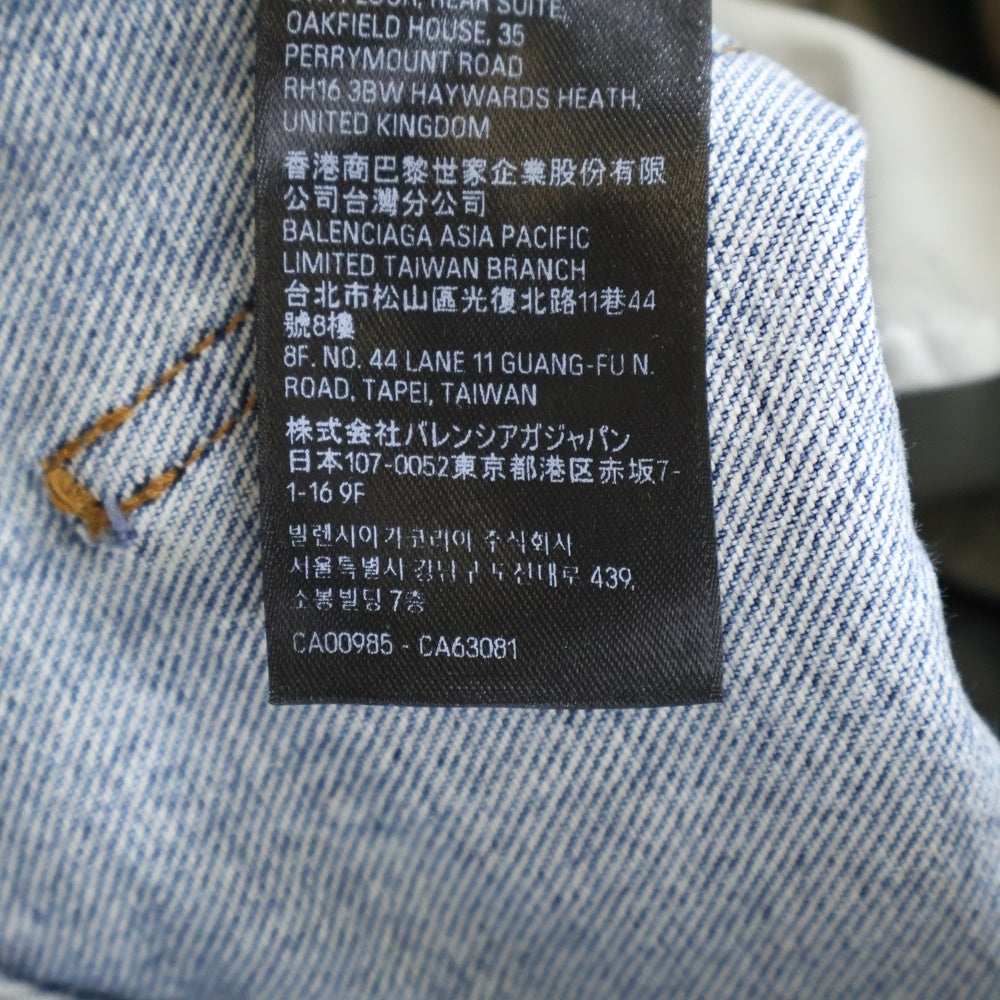 REAR SUITE,
OAKFIELD HOUSE, 35
PERRYMOUNT ROAD
RH16 3BW HAYWARDS HEATH,
UNITED KINGDOM
香港商巴黎世家企業股份有限
公司台灣分公司
BALENCIAGA ASIA PACIFIC
LIMITED TAIWAN BRANCH
台北市松山區光復北路11巷44
號8樓
8F. NO. 44 LANE 11 GUANG-FU N.
ROAD, TAPEI, TAIWAN
株式会社バレンシアガジャパン
日本107-0052東京都港区赤坂7-
1-16 9F
발렌시아가코리아 주식회사
서울특별시 강남구 도산대로 439,
소봉빌딩 7층
CA00985 - CA63081